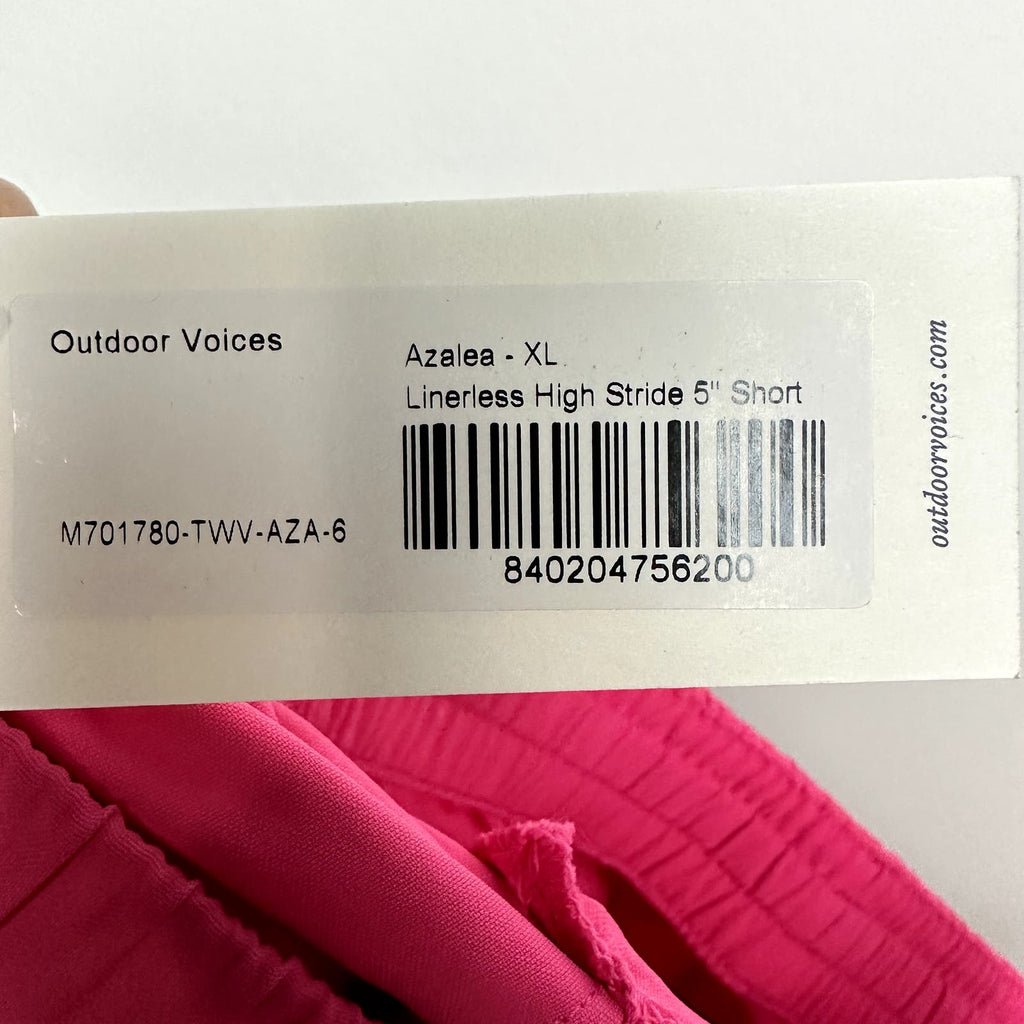 Outdoor Voices
Azalea - XL
Linerless High Stride 5" Short
M701780-TWV-AZA-6
840204756200
outdoorvoices.com